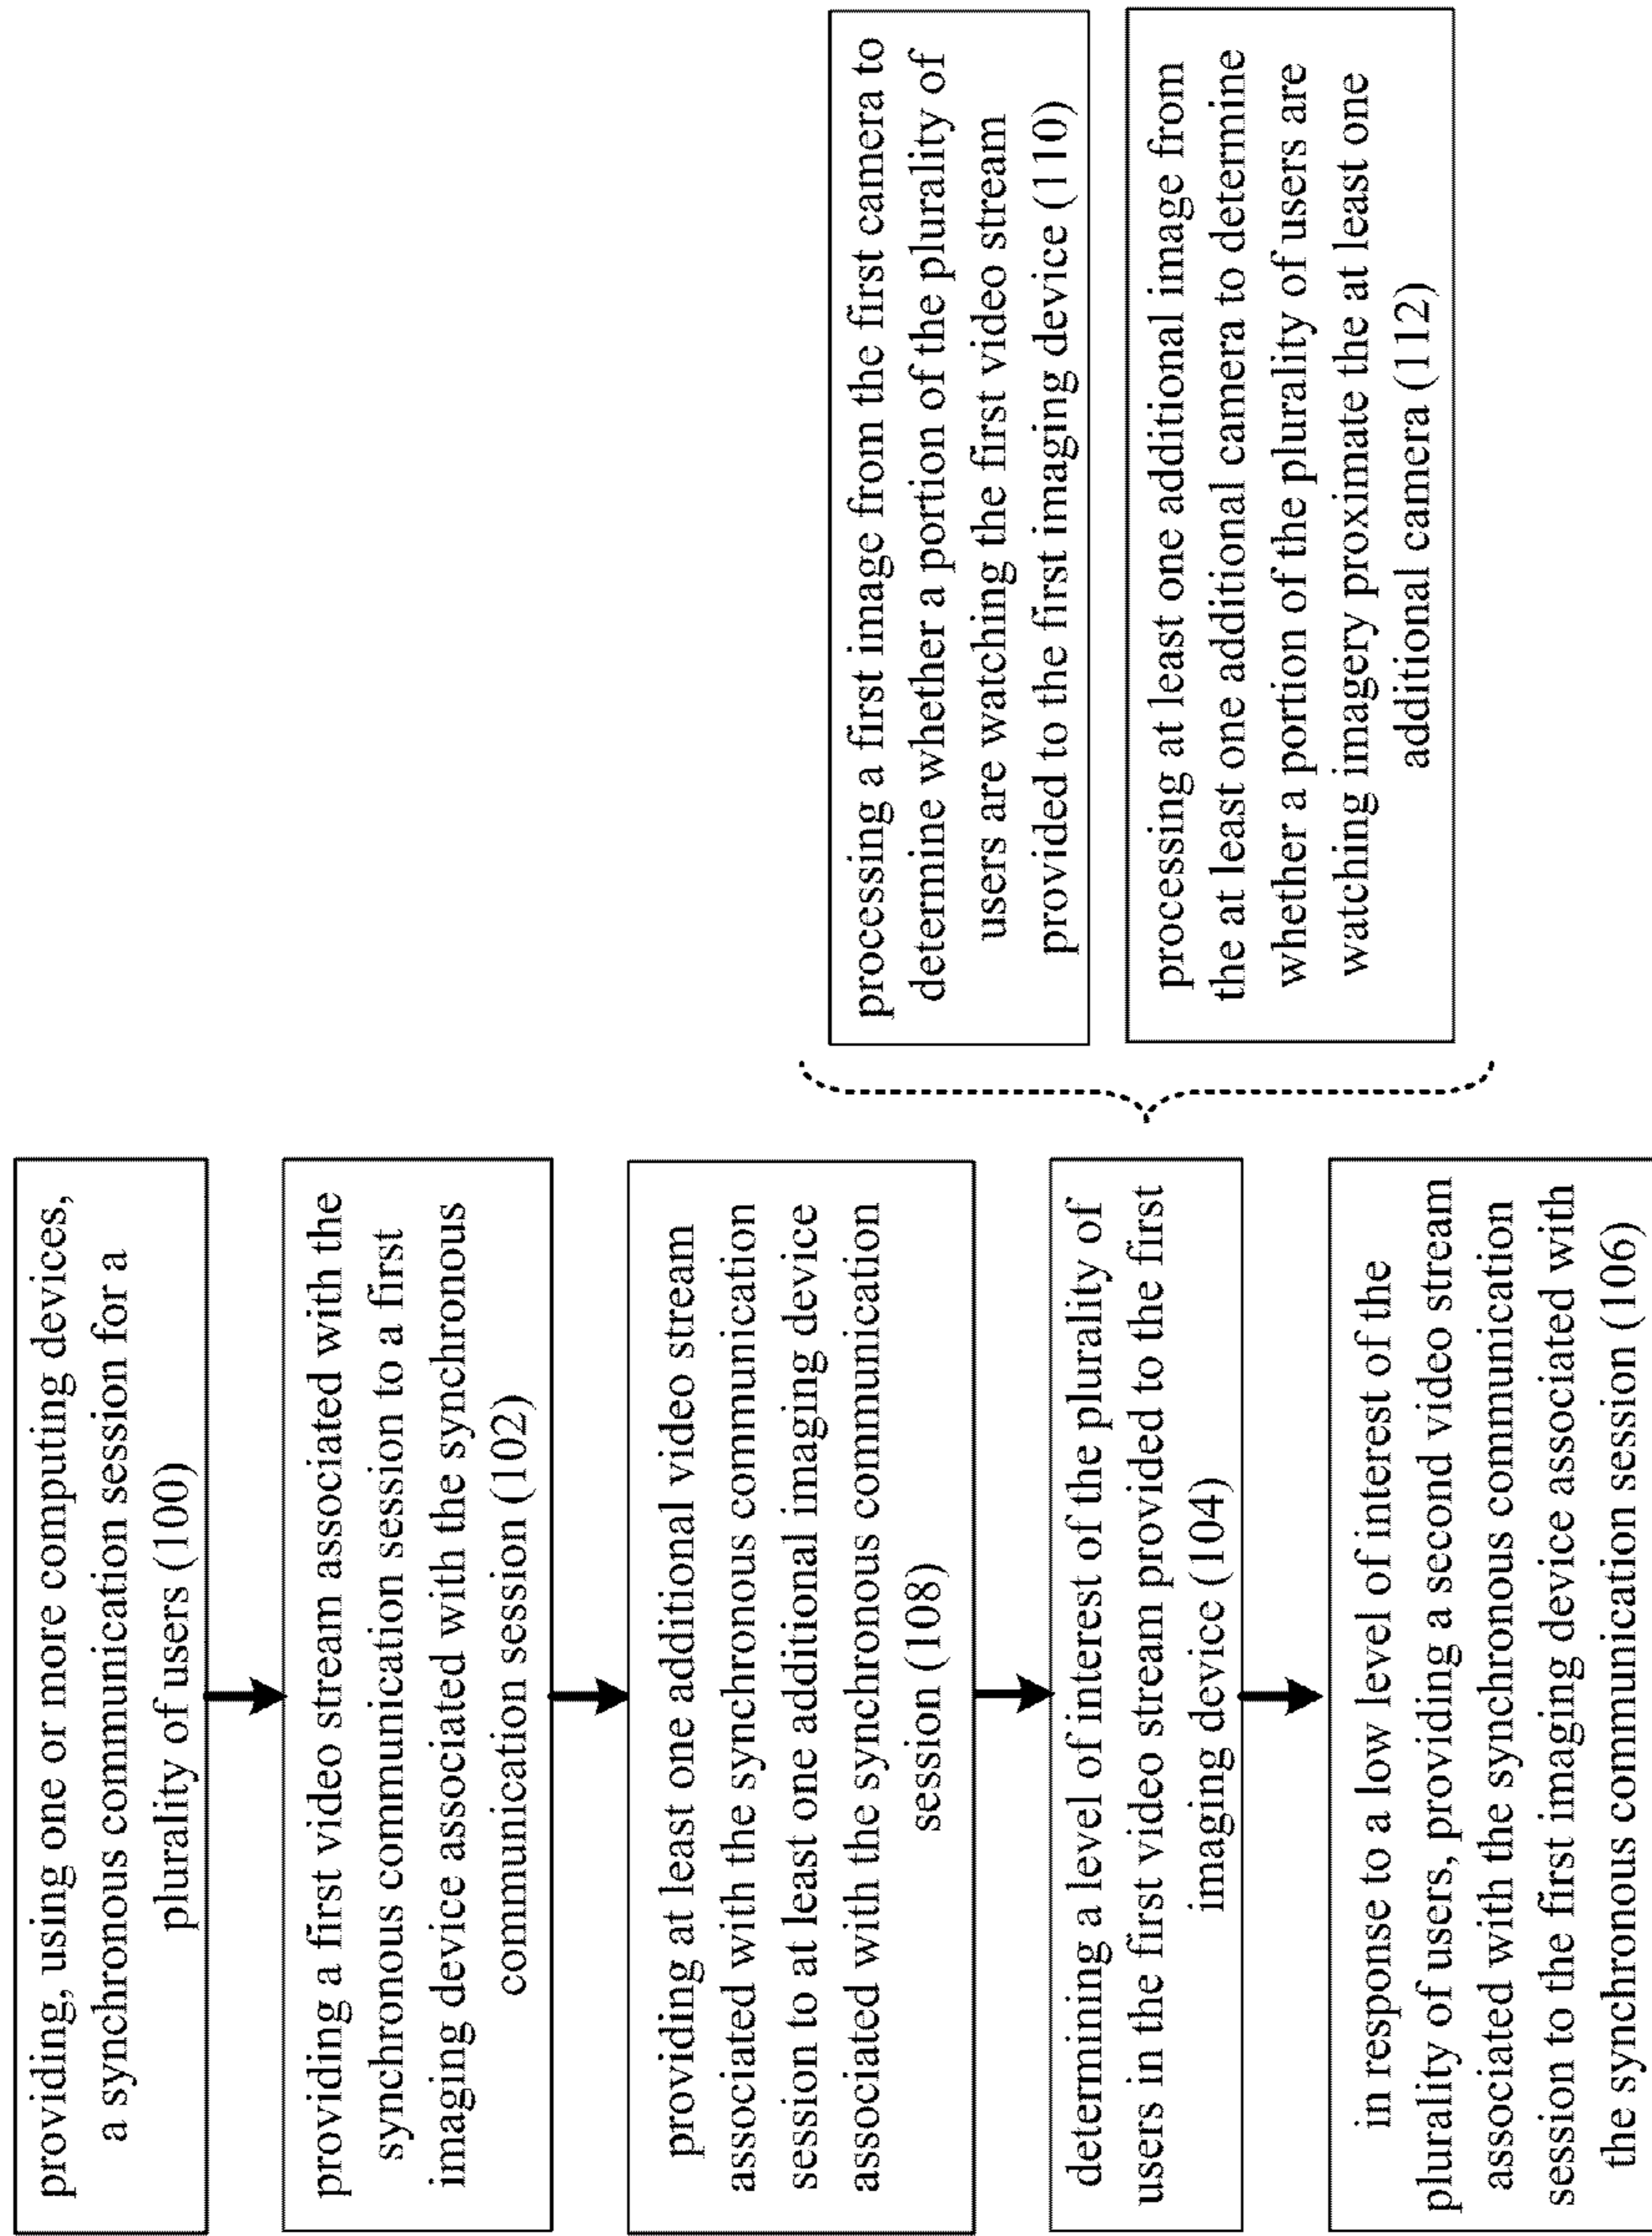 providing, using one or more computing devices,
a synchronous communication session for a
plurality of users (100)
providing a first video stream associated with the
synchronous communication session to a first
imaging device associated with the synchronous
communication session (102)
providing at least one additional video stream
associated with the synchronous communication
session to at least one additional imaging device
associated with the synchronous communication
session (108)
determining a level of interest of the plurality of
users in the first video stream provided to the first
imaging device (104)
processing a first image from the first camera to
determine whether a portion of the plurality of
users are watching the first video stream
provided to the first imaging device (110)
processing at least one additional image from
the at least one additional camera to determine
whether a portion of the plurality of users are
watching imagery proximate the at least one
additional camera (112)
in response to a low level of interest of the
plurality of users, providing a second video stream
associated with the synchronous communication
session to the first imaging device associated with
the synchronous communication session (106)